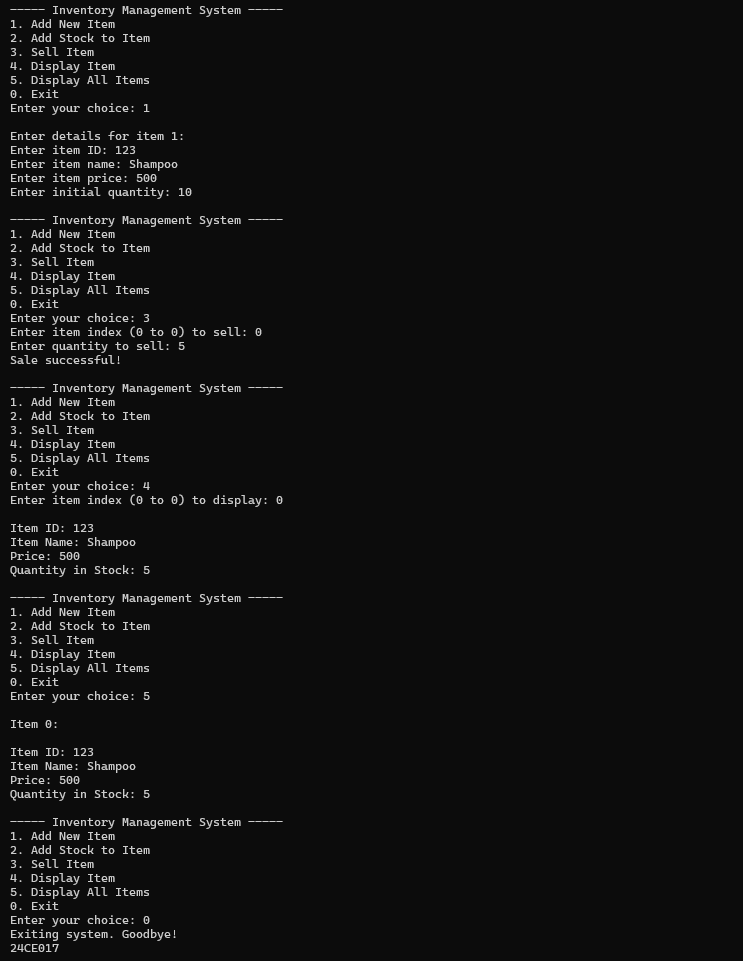 ----- Inventory Management System -----
1. Add New Item
2. Add Stock to Item
3. Sell Item
4. Display Item
5. Display All Items
0. Exit
Enter your choice: 1
Enter details for item 1:
Enter item ID: 123
Enter item name: Shampoo
Enter item price: 500
Enter initial quantity: 10
----- Inventory Management System -----
1. Add New Item
2. Add Stock to Item
3. Sell Item
4. Display Item
5. Display All Items
0. Exit
Enter your choice: 3
Enter item index (0 to 0) to sell: 0
Enter quantity to sell: 5
Sale successful!
----- Inventory Management System -----
1. Add New Item
2. Add Stock to Item
3. Sell Item
4. Display Item
5. Display All Items
0. Exit
Enter your choice: 4
Enter item index (0 to 0) to display: 0
Item ID: 123
Item Name: Shampoo
Price: 500
Quantity in Stock: 5
----- Inventory Management System -----
1. Add New Item
2. Add Stock to Item
3. Sell Item
4. Display Item
5. Display All Items
0. Exit
Enter your choice: 5
Item 0:
Item ID: 123
Item Name: Shampoo
Price: 500
Quantity in Stock: 5
----- Inventory Management System -----
1. Add New Item
2. Add Stock to Item
3. Sell Item
4. Display Item
5. Display All Items
0. Exit
Enter your choice: 0
Exiting system. Goodbye!
24CE017